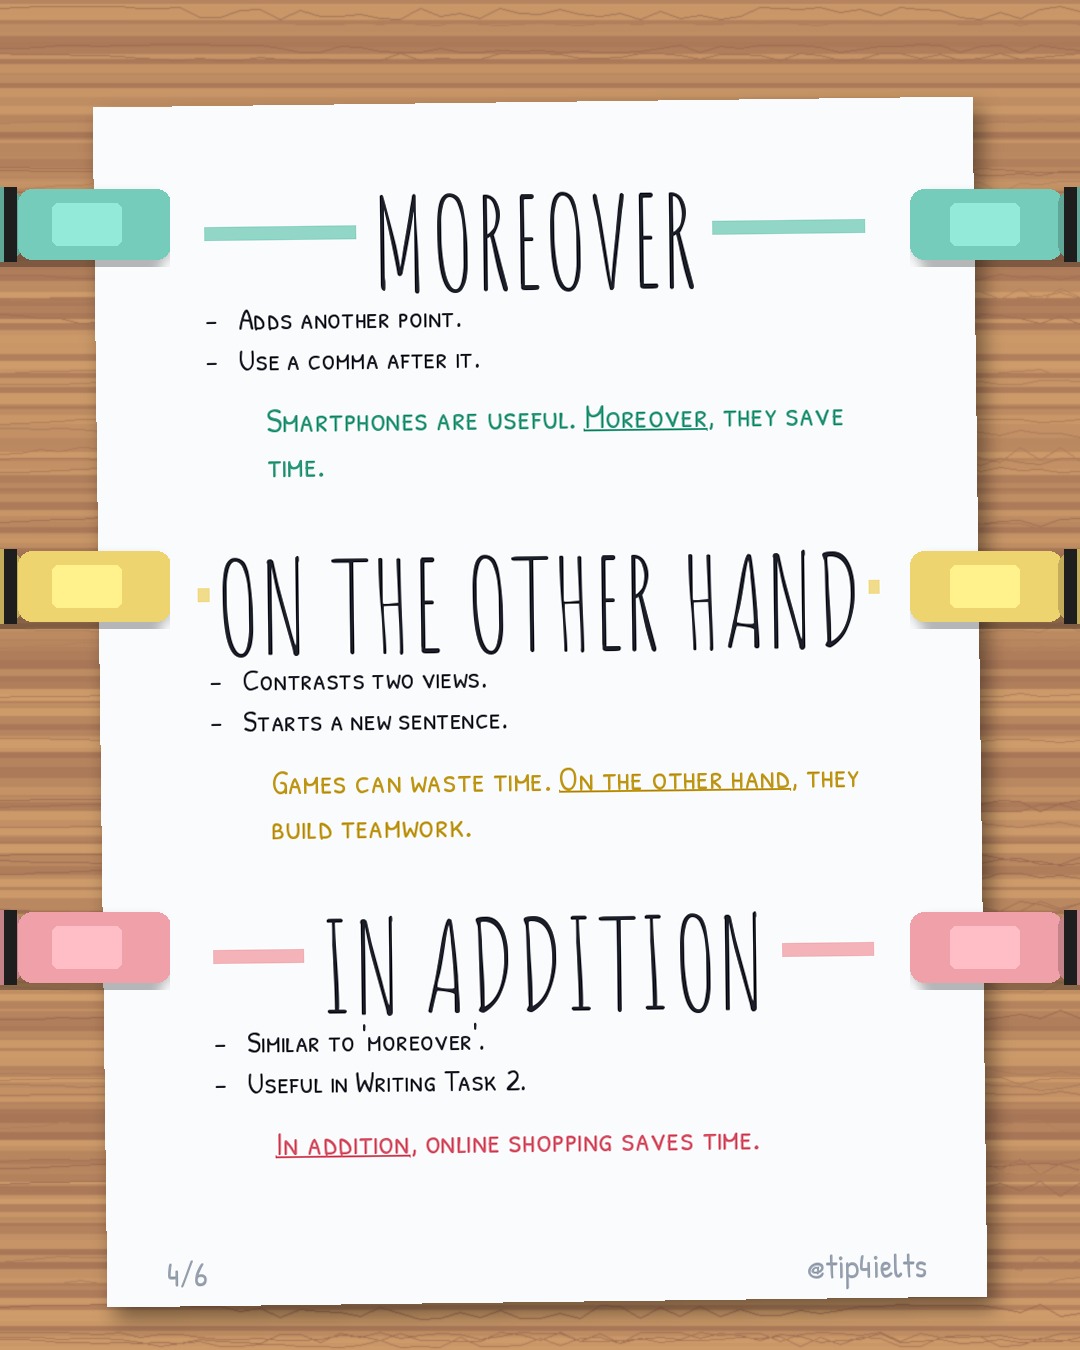 MOREOVER
- Adds another point.
- Use a comma after it.
Smartphones are useful. Moreover, they save
time.
ON THE OTHER HAND
- Contrasts two views.
- Starts a new sentence.
Games can waste time. On the other hand, they
build teamwork.
IN ADDITION
- Similar to 'moreover'.
- Useful in Writing Task 2.
In addition, online shopping saves time.
4/6
@tip4ielts